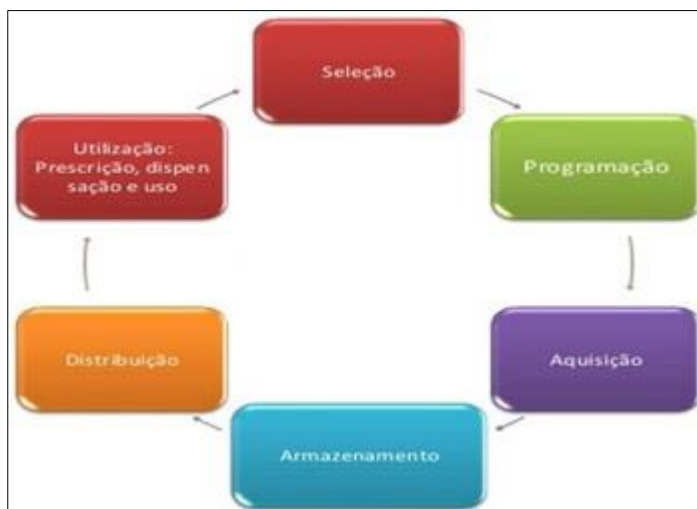 Seleção
Programação
Aquisição
Armazenamento
Distribuição
Utilização:
Prescrição, dispen
sação e uso